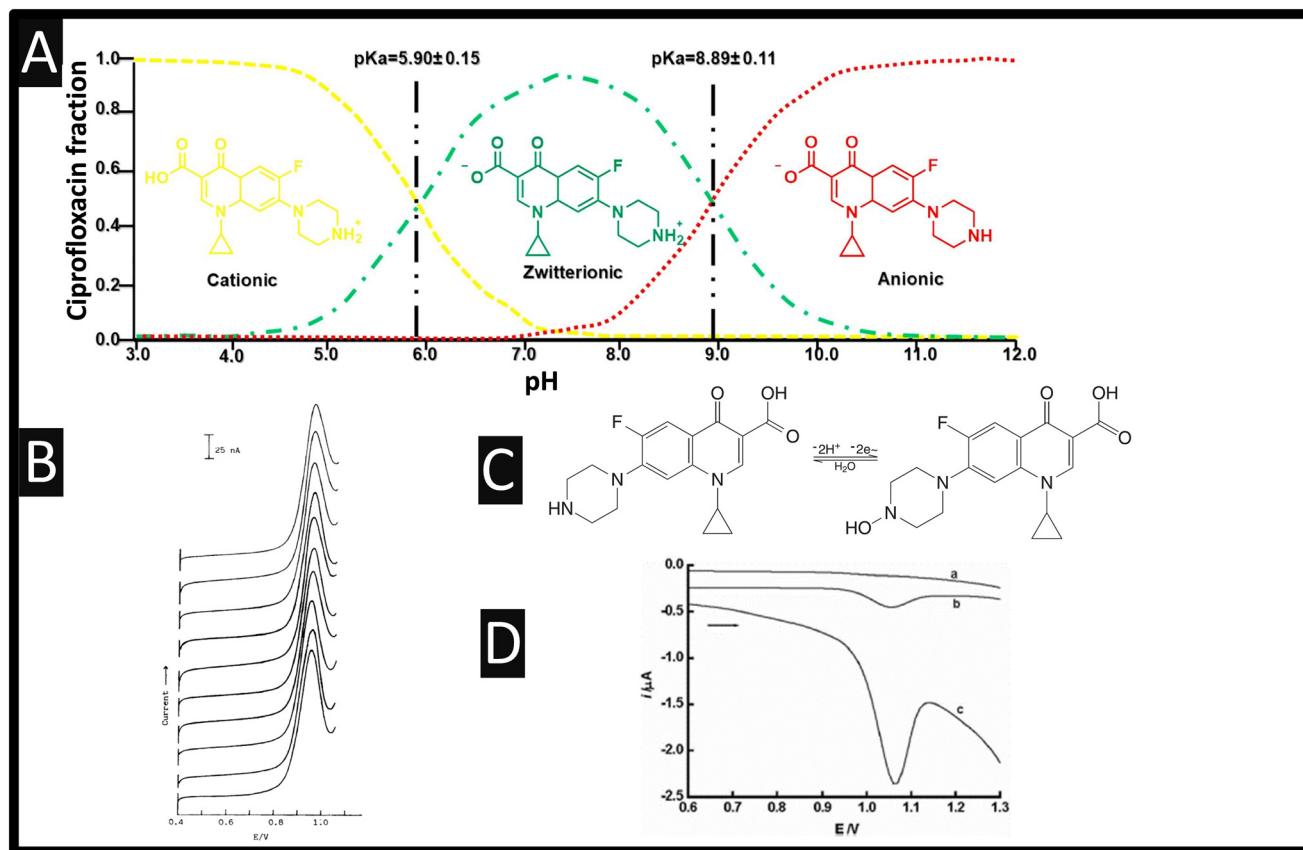 A
pKa=5.90±0.15
pKa=8.89±0.11
Ciprofloxacin fraction
1.0
0.8
0.6
0.4
0.2
0.0
O
O
HO
F
N
N
NH₂
+
Cationic
O
O
-
O
F
N
N
NH₂
+
Zwitterionic
O
O
-
O
F
N
N
NH
Anionic
3.0 4.0 5.0 6.0 7.0 8.0 9.0 10.0 11.0 12.0
pH
B
25 nA
Current →
0.4 0.6 0.8 1.0
E/V
C
O OH
F
O
N N
HN
-2H⁺ -2e~
H₂O
O OH
F
O
N N
N
HO
D
0.0
-0.5
-1.0
-1.5
-2.0
-2.5
i/µA
a
b
c
0.6 0.7 0.8 0.9 1.0 1.1 1.2 1.3
E/V